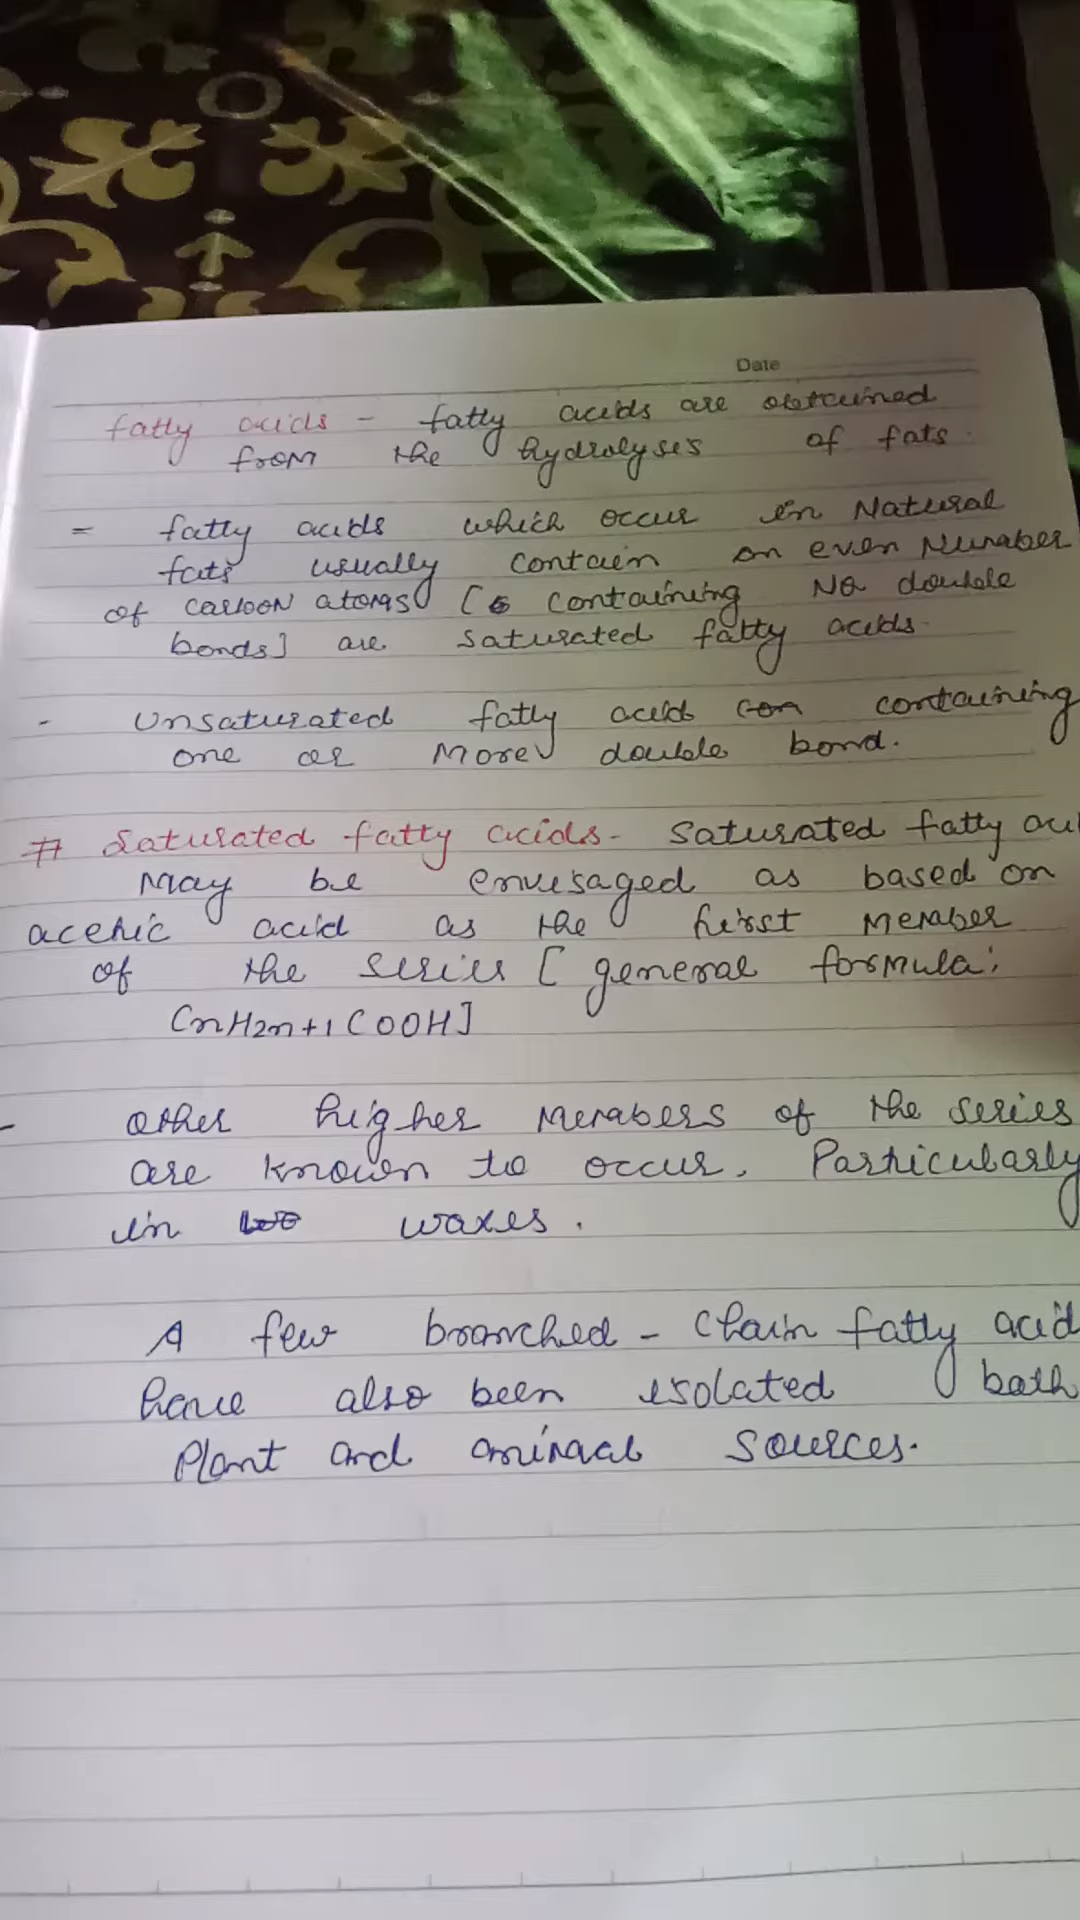 Date
fatty acids - fatty acids are obtained
from the hydrolyses of fats.
= fatty acids which occur in Natural
fats usually contain an even Number
of carbon atoms [ containing No double
bonds] are saturated fatty acids.
- Unsaturated fatty acid containing
one or More double bond.
# Saturated fatty acids - Saturated fatty aci
May be envisaged as based on
acetic acid as the first Member
of the series [general formula:
CnH2n+1COOH]
- Other higher Members of the series
are known to occur. Particularly
in waxes.
A few branched - Chain fatty acid
have also been isolated both
Plant and animal sources.